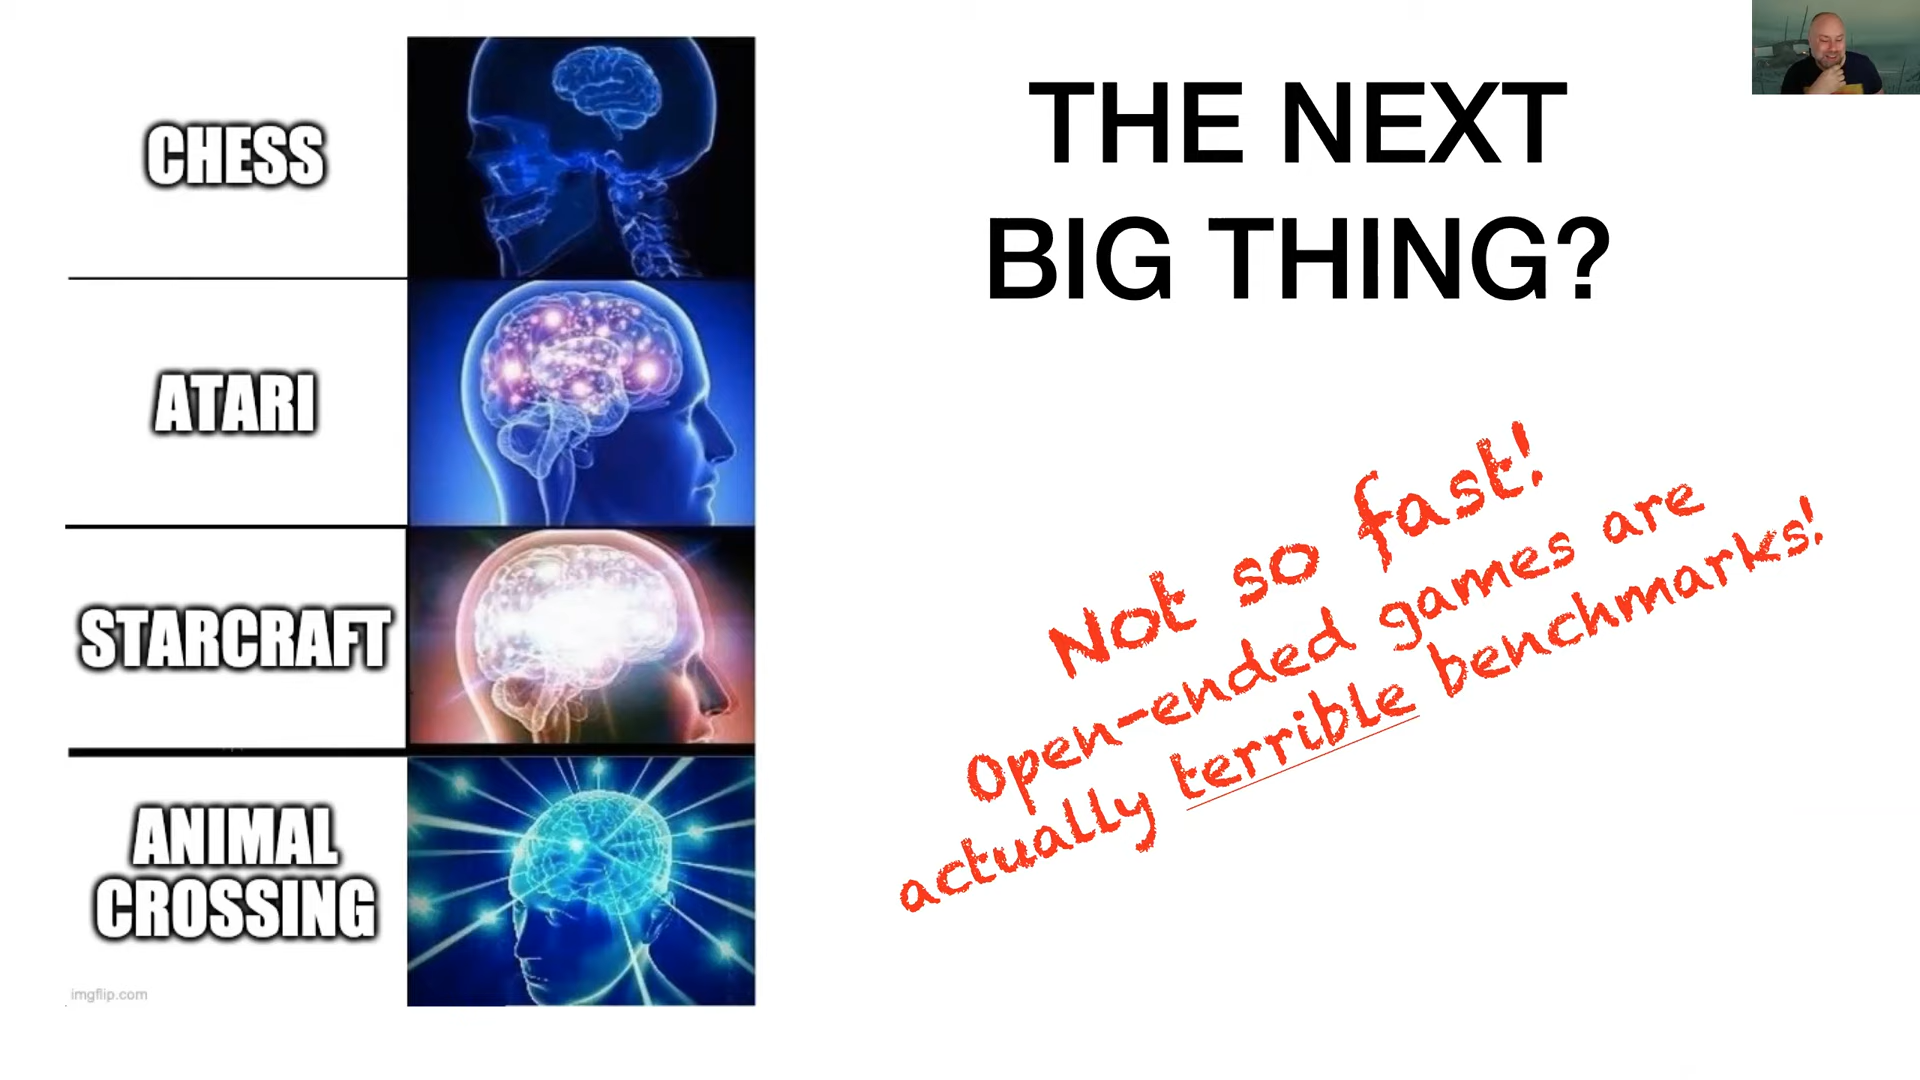 CHESS
ATARI
STARCRAFT
ANIMAL
CROSSING
imgflip.com
THE NEXT
BIG THING?
Not so fast!
Open-ended games are
actually terrible benchmarks!